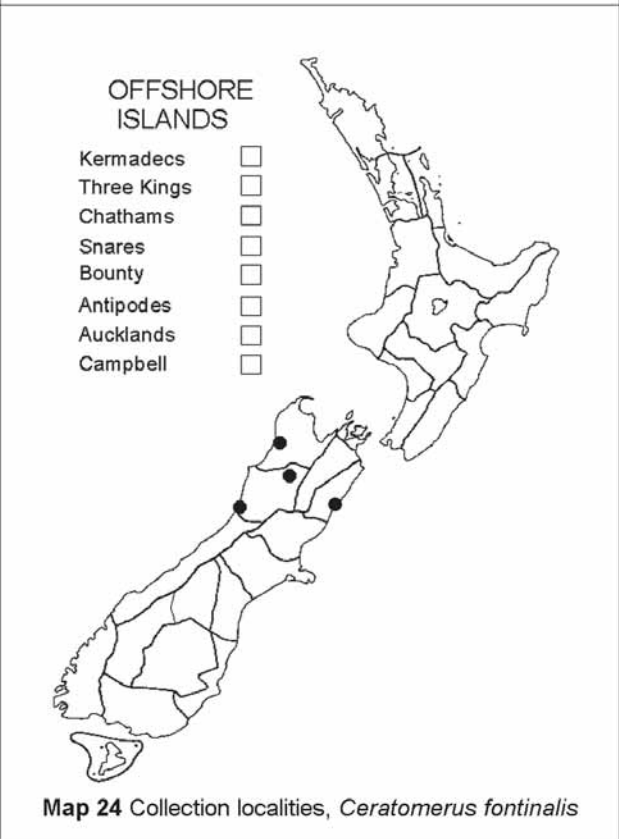 OFFSHORE
ISLANDS
Kermadecs
Three Kings
Chathams
Snares
Bounty
Antipodes
Aucklands
Campbell
Map 24 Collection localities, Ceratomerus fontinalis